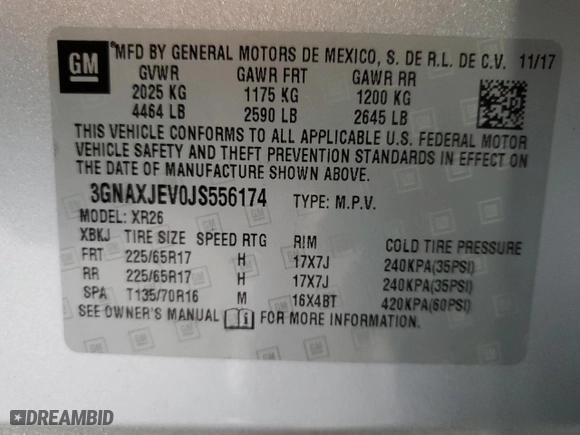 GM
MFD BY GENERAL MOTORS DE MEXICO, S. DE R.L. DE C.V. 11/17
GVWR GAWR FRT GAWR RR
2025 KG 1175 KG 1200 KG
4464 LB 2590 LB 2645 LB
THIS VEHICLE CONFORMS TO ALL APPLICABLE U.S. FEDERAL MOTOR
VEHICLE SAFETY AND THEFT PREVENTION STANDARDS IN EFFECT ON
THE DATE OF MANUFACTURE SHOWN ABOVE.
3GNAXJEV0JS556174 TYPE: M.P.V.
MODEL: XR26
XBKJ TIRE SIZE SPEED RTG RIM COLD TIRE PRESSURE
FRT 225/65R17 H 17X7J 240KPA(35PSI)
RR 225/65R17 H 17X7J 240KPA(35PSI)
SPA T135/70R16 M 16X4BT 420KPA(60PSI)
SEE OWNER'S MANUAL FOR MORE INFORMATION.
DREAMBID